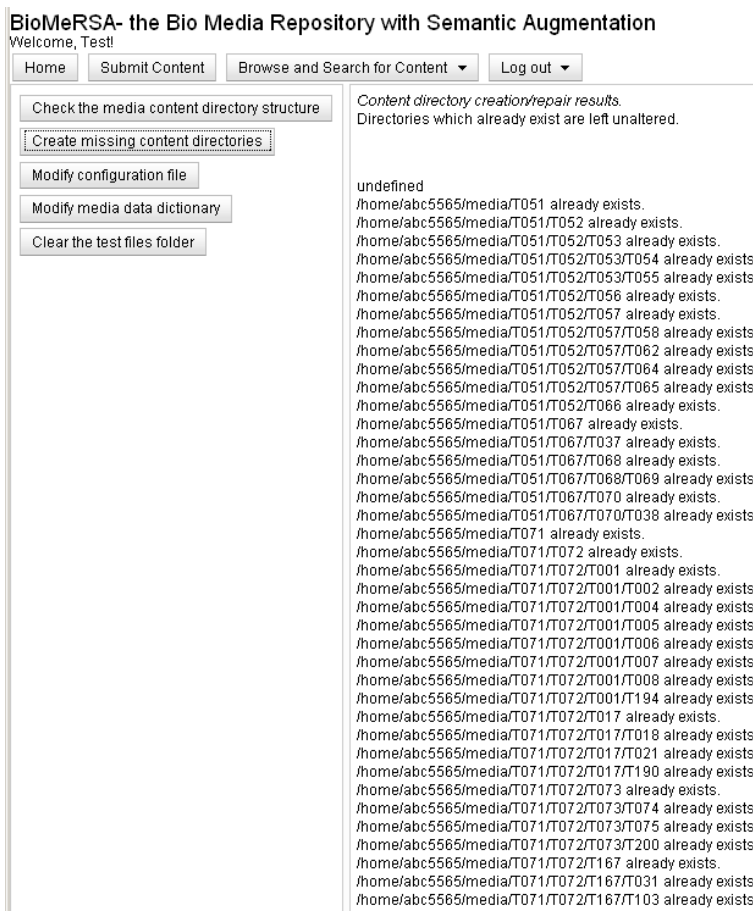 BioMeRSA- the Bio Media Repository with Semantic Augmentation
Welcome, Test!
Home Submit Content Browse and Search for Content Log out
Check the media content directory structure
Create missing content directories
Modify configuration file
Modify media data dictionary
Clear the test files folder
Content directory creation/repair results.
Directories which already exist are left unaltered.
undefined
/home/abc5565/media/T051 already exists.
/home/abc5565/media/T051/T052 already exists.
/home/abc5565/media/T051/T052/T053 already exists.
/home/abc5565/media/T051/T052/T053/T054 already exists
/home/abc5565/media/T051/T052/T053/T055 already exists
/home/abc5565/media/T051/T052/T056 already exists.
/home/abc5565/media/T051/T052/T057 already exists.
/home/abc5565/media/T051/T052/T057/T058 already exists
/home/abc5565/media/T051/T052/T057/T062 already exists
/home/abc5565/media/T051/T052/T057/T064 already exists
/home/abc5565/media/T051/T052/T057/T065 already exists
/home/abc5565/media/T051/T052/T066 already exists.
/home/abc5565/media/T051/T067 already exists.
/home/abc5565/media/T051/T067/T037 already exists.
/home/abc5565/media/T051/T067/T068 already exists.
/home/abc5565/media/T051/T067/T068/T069 already exists
/home/abc5565/media/T051/T067/T070 already exists.
/home/abc5565/media/T051/T067/T070/T038 already exists
/home/abc5565/media/T071 already exists.
/home/abc5565/media/T071/T072 already exists.
/home/abc5565/media/T071/T072/T001 already exists.
/home/abc5565/media/T071/T072/T001/T002 already exists
/home/abc5565/media/T071/T072/T001/T004 already exists
/home/abc5565/media/T071/T072/T001/T005 already exists
/home/abc5565/media/T071/T072/T001/T006 already exists
/home/abc5565/media/T071/T072/T001/T007 already exists
/home/abc5565/media/T071/T072/T001/T008 already exists
/home/abc5565/media/T071/T072/T001/T194 already exists
/home/abc5565/media/T071/T072/T017 already exists.
/home/abc5565/media/T071/T072/T017/T018 already exists
/home/abc5565/media/T071/T072/T017/T021 already exists
/home/abc5565/media/T071/T072/T017/T190 already exists
/home/abc5565/media/T071/T072/T073 already exists.
/home/abc5565/media/T071/T072/T073/T074 already exists
/home/abc5565/media/T071/T072/T073/T075 already exists
/home/abc5565/media/T071/T072/T073/T200 already exists
/home/abc5565/media/T071/T072/T167 already exists.
/home/abc5565/media/T071/T072/T167/T031 already exists
/home/abc5565/media/T071/T072/T167/T103 already exists